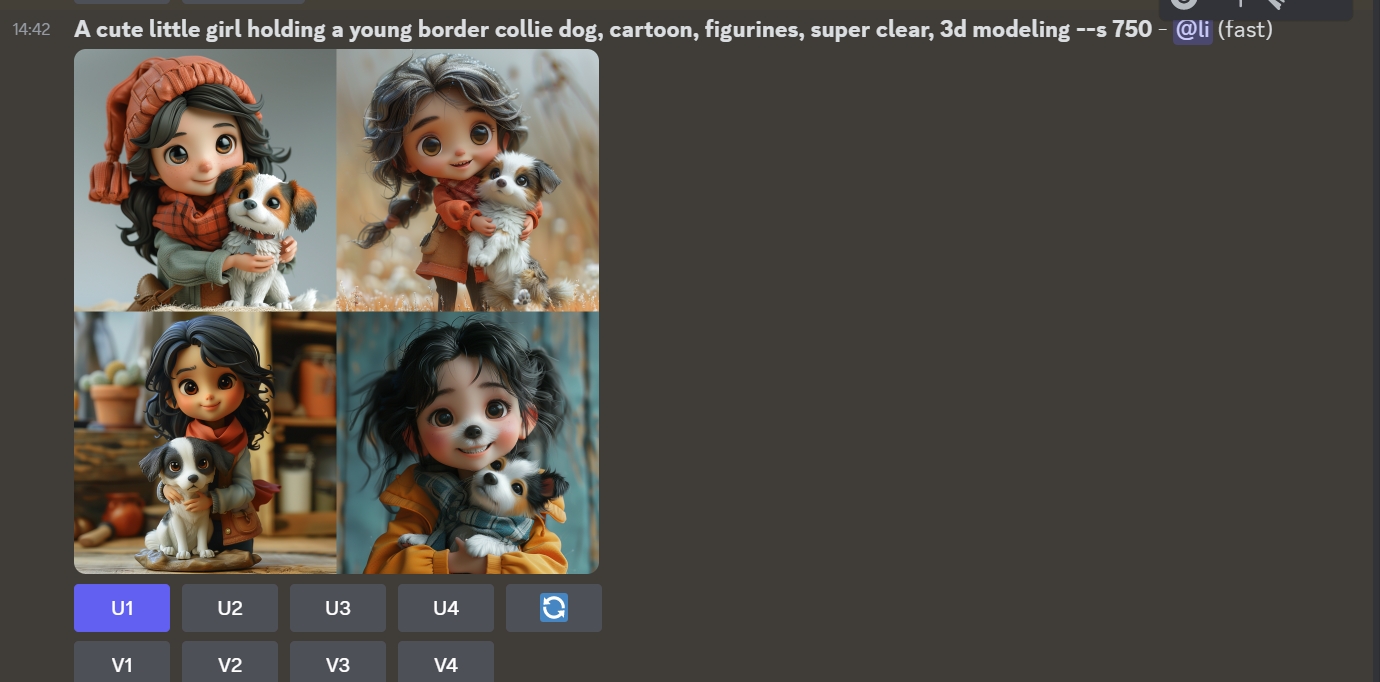 14:42 A cute little girl holding a young border collie dog, cartoon, figurines, super clear, 3d modeling --s 750 - @li (fast)
U1 U2 U3 U4
V1 V2 V3 V4